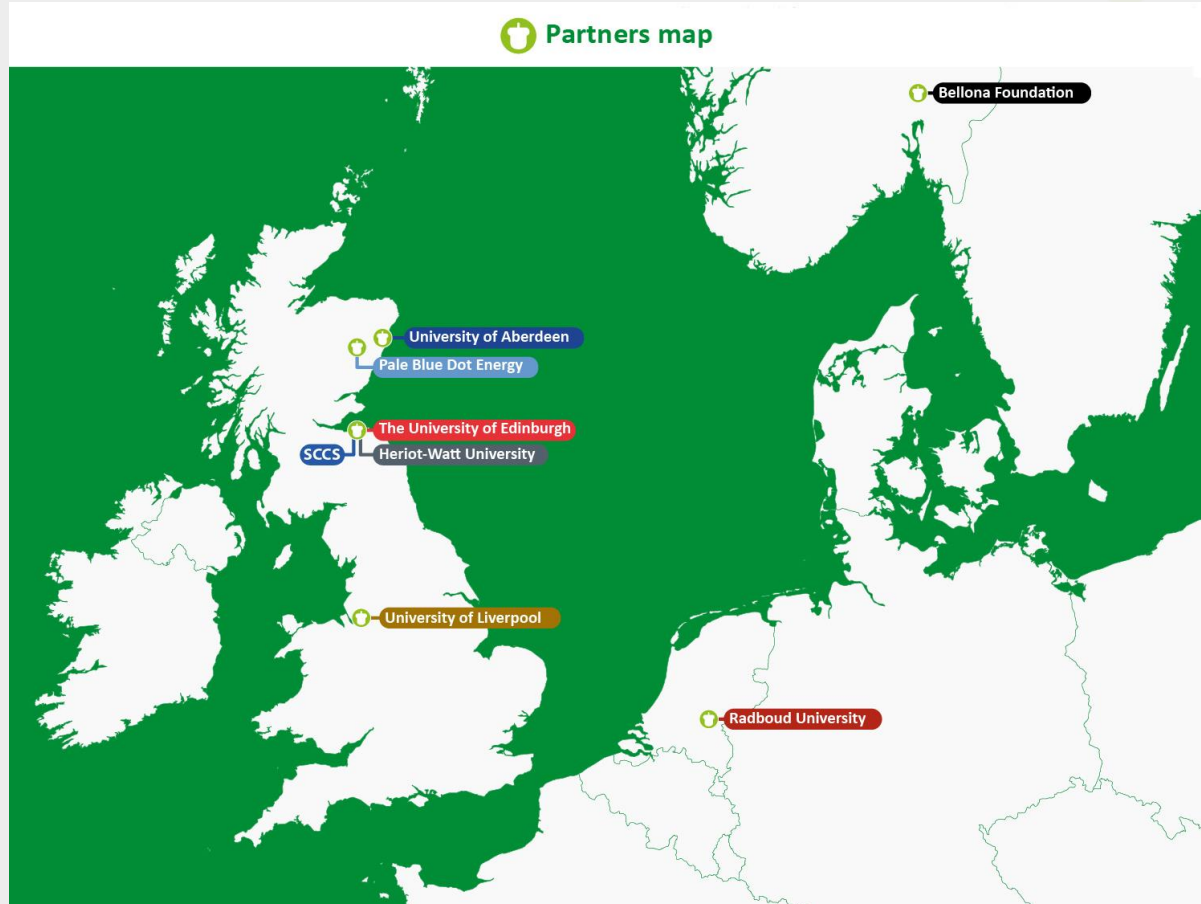 Partners map
Bellona Foundation
University of Aberdeen
Pale Blue Dot Energy
The University of Edinburgh
SCCS
Heriot-Watt University
University of Liverpool
Radboud University